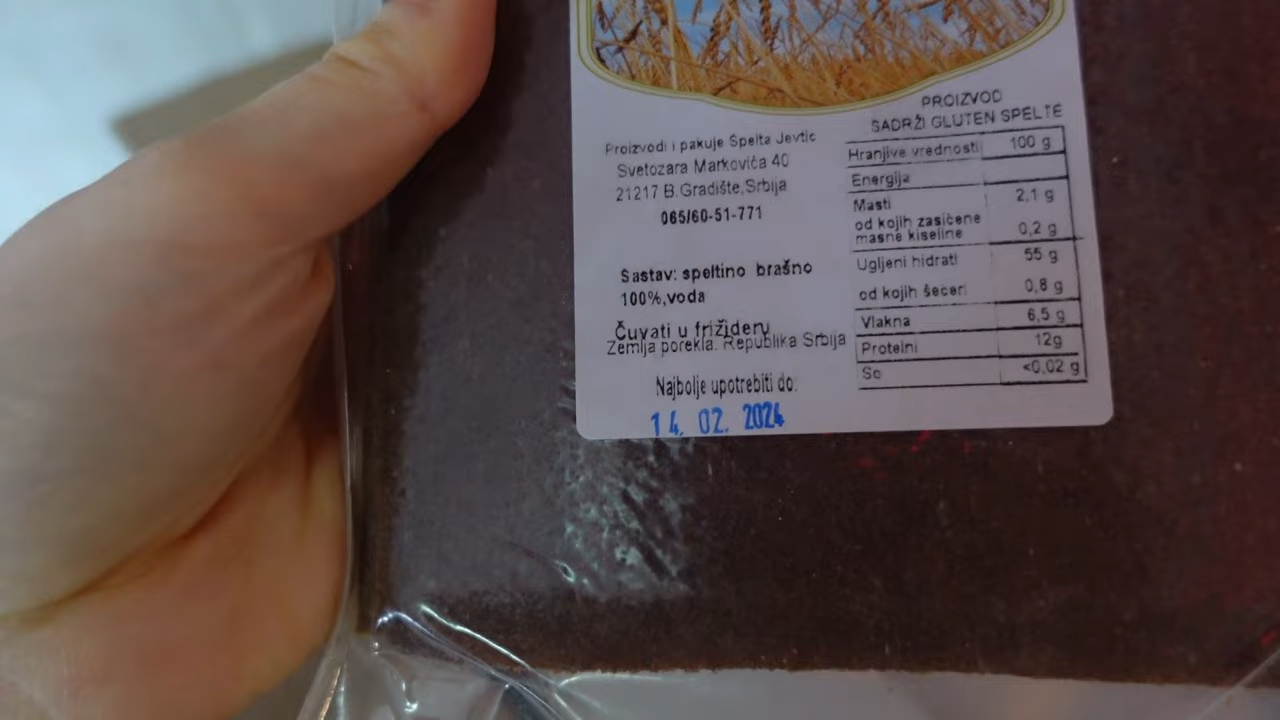 Proizvodi i pakuje Spelta Jevtic
Svetozara Markovića 40
21217 B.Gradište,Srbija
065/60-51-771
Sastav: speltino brašno
100%,voda
Čuvati u frižideru
Zemlja porekla: Republika Srbija
Najbolje upotrebiti do:
14. 02. 2024
PROIZVOD
SADRŽI GLUTEN SPELTE
Hranjive vrednosti 100 g
Energija
Masti 2,1 g
od kojih zasićene
masne kiseline 0,2 g
Ugljeni hidrati 55 g
od kojih šećeri 0,8 g
Vlakna 6,5 g
Proteini 12g
So <0,02 g